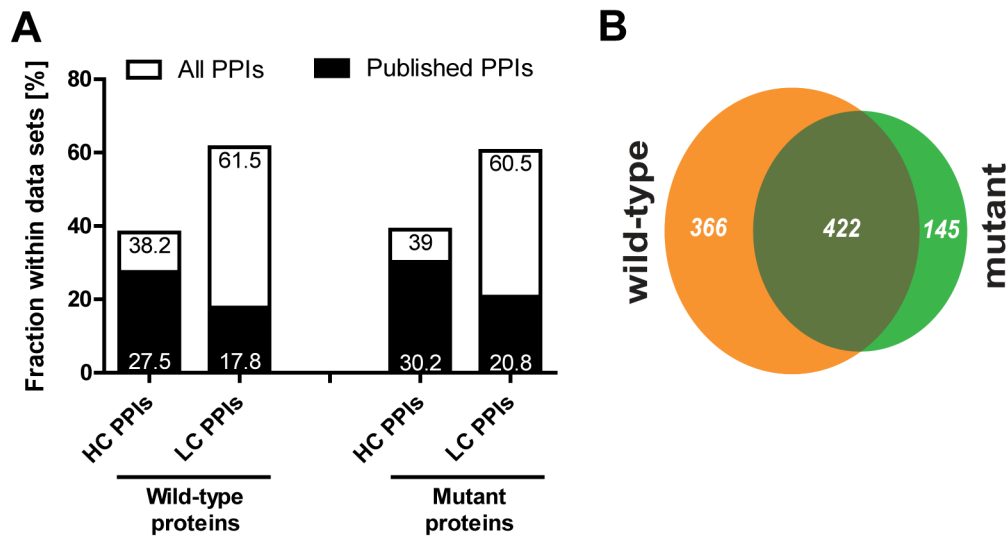 A
All PPIs
Published PPIs
Fraction within data sets [%]
80
60
40
20
0
38.2
27.5
61.5
17.8
39
30.2
60.5
20.8
HC PPIs
LC PPIs
HC PPIs
LC PPIs
Wild-type
proteins
Mutant
proteins
B
wild-type
366
422
145
mutant